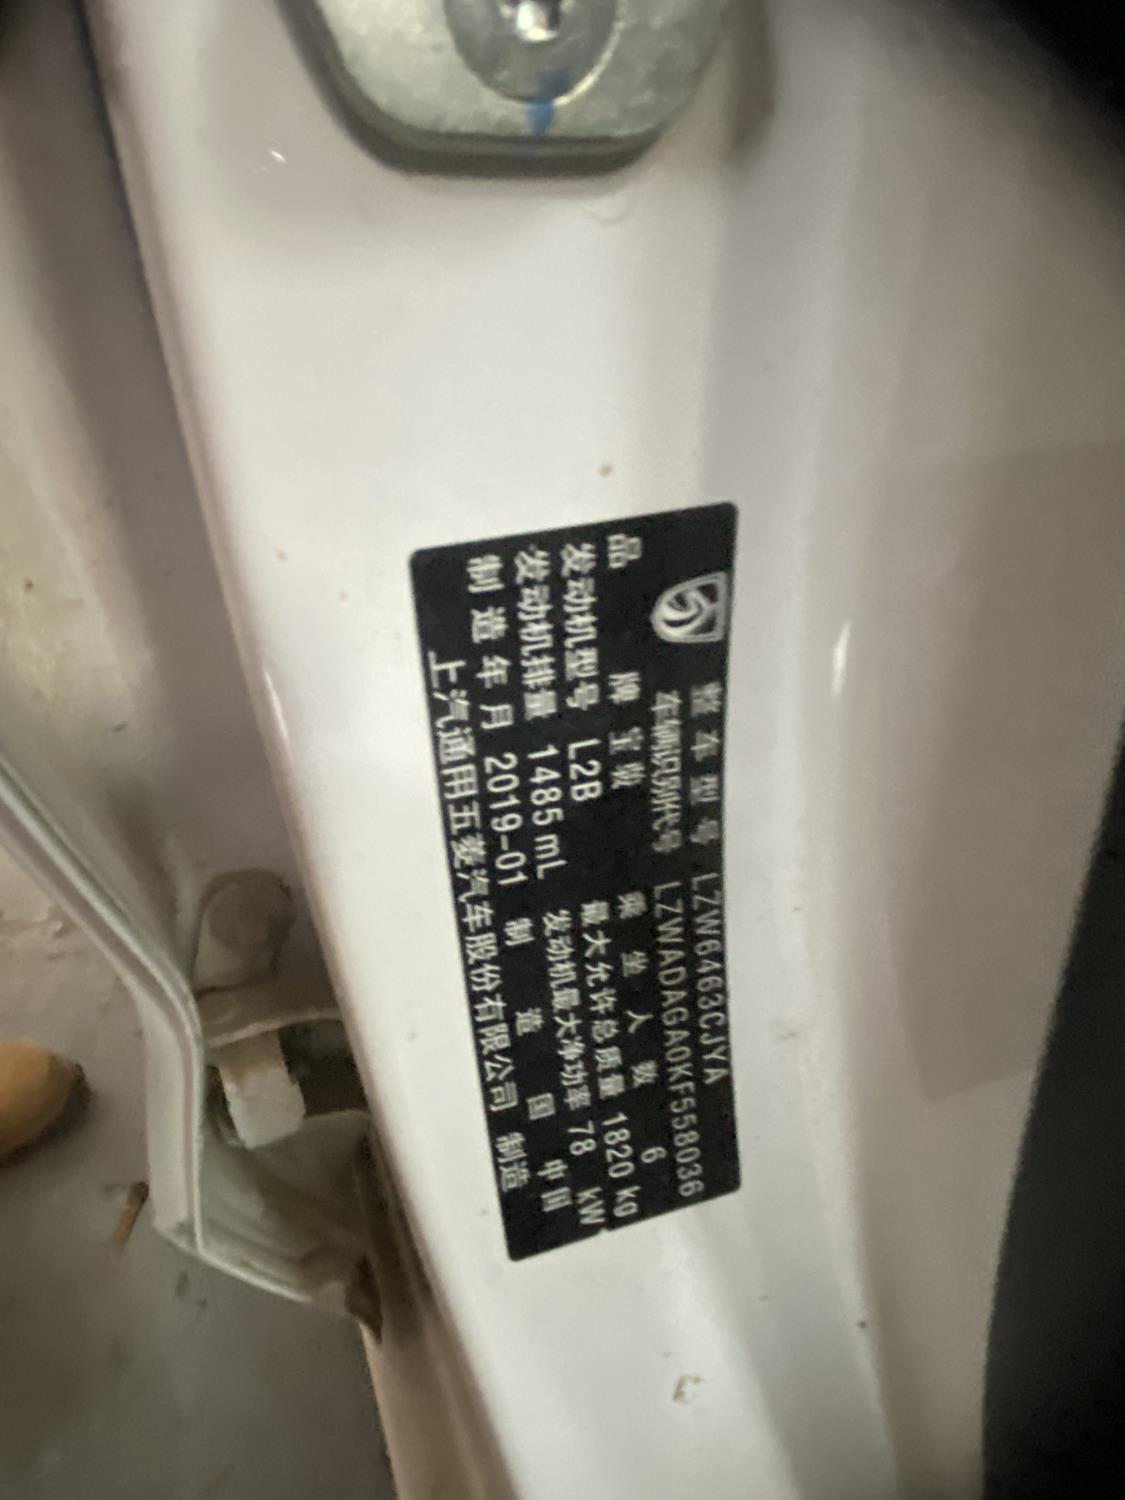 整车型号 LZW6463CJYA
车辆识别代号 LZWADAGA0KF558036
品牌 宝骏 乘坐人数 6
发动机型号 L2B 最大允许总质量 1820 kg
发动机排量 1485 mL 发动机最大净功率 78 kW
制造年月 2019-01 制造国 中国
上汽通用五菱汽车股份有限公司 制造